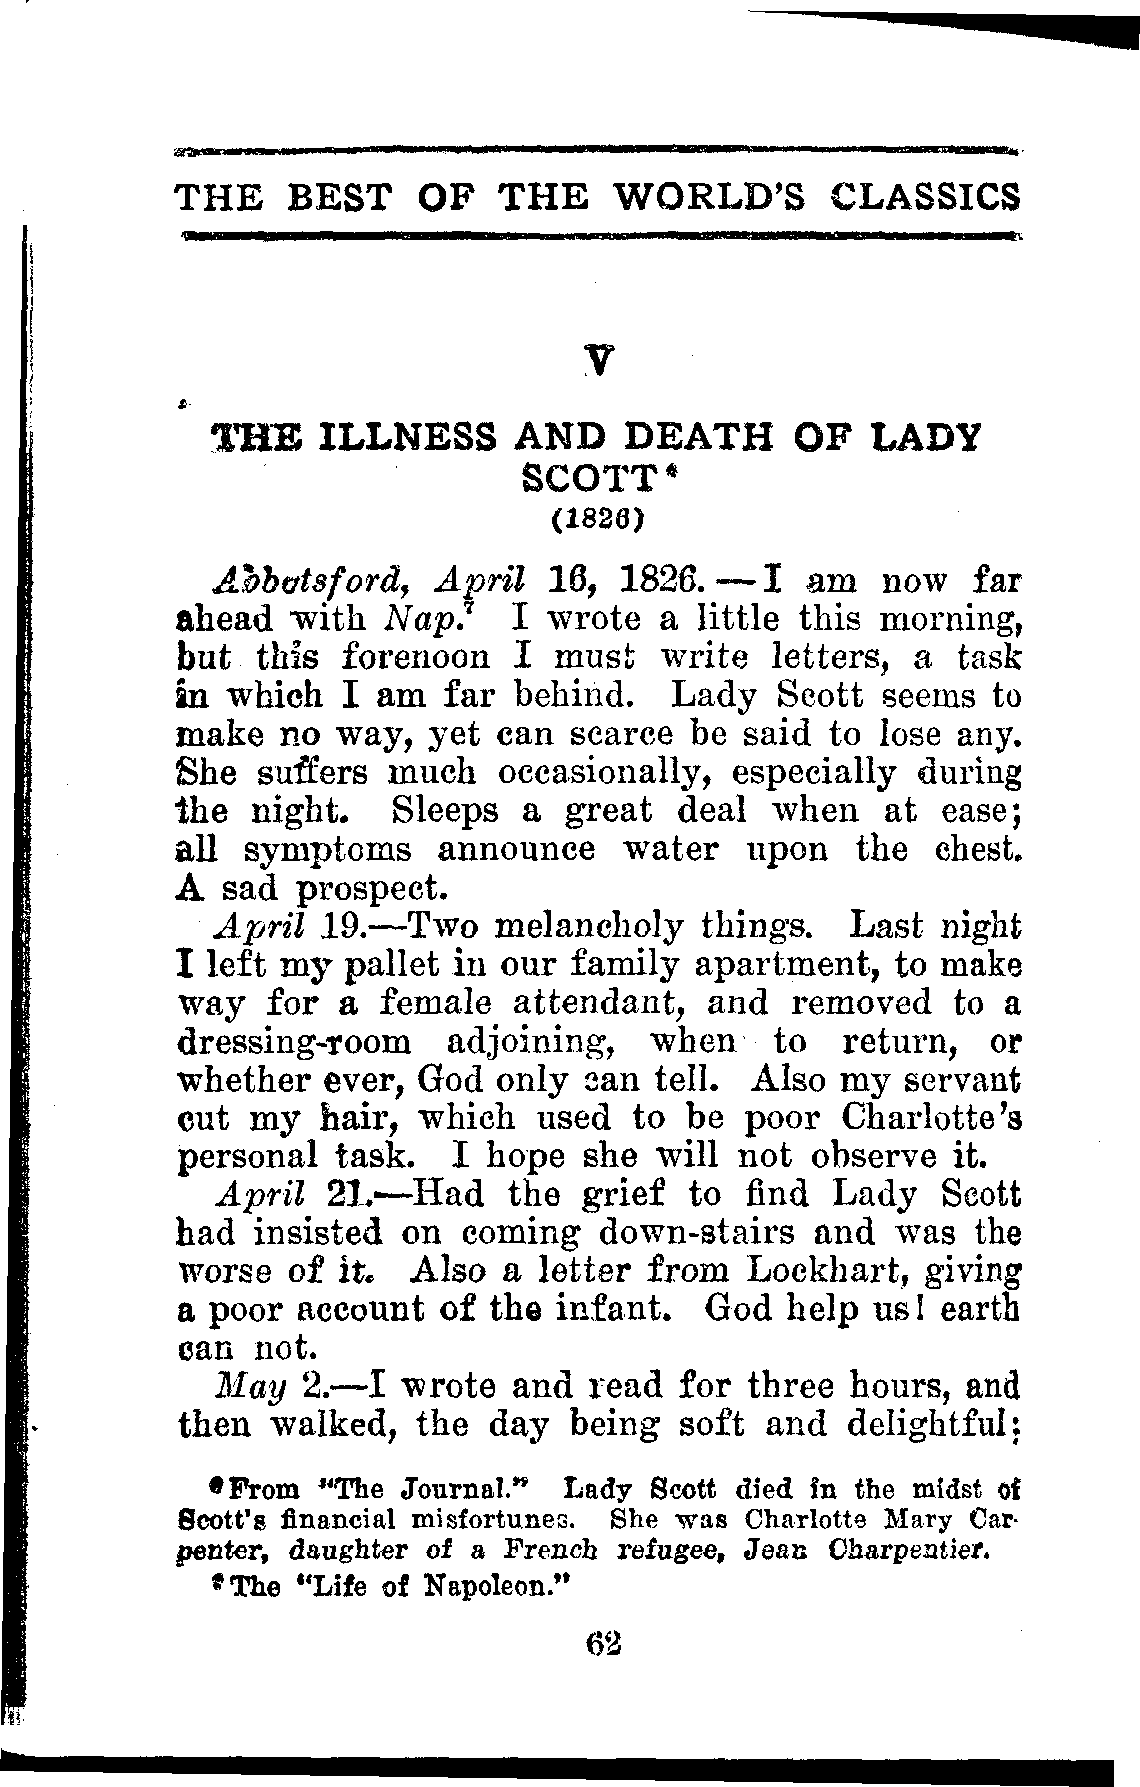 THE BEST OF THE WORLD'S CLASSICS
V
THE ILLNESS AND DEATH OF LADY
SCOTT⁶
(1826)
Abbotsford, April 16, 1826.—I am now far
ahead with Nap.⁷ I wrote a little this morning,
but this forenoon I must write letters, a task
in which I am far behind. Lady Scott seems to
make no way, yet can scarce be said to lose any.
She suffers much occasionally, especially during
the night. Sleeps a great deal when at ease;
all symptoms announce water upon the chest.
A sad prospect.
April 19.—Two melancholy things. Last night
I left my pallet in our family apartment, to make
way for a female attendant, and removed to a
dressing-room adjoining, when to return, or
whether ever, God only can tell. Also my servant
cut my hair, which used to be poor Charlotte's
personal task. I hope she will not observe it.
April 21.—Had the grief to find Lady Scott
had insisted on coming down-stairs and was the
worse of it. Also a letter from Lockhart, giving
a poor account of the infant. God help us! earth
can not.
May 2.—I wrote and read for three hours, and
then walked, the day being soft and delightful;
⁶ From "The Journal." Lady Scott died in the midst of
Scott's financial misfortunes. She was Charlotte Mary Car-
penter, daughter of a French refugee, Jean Charpentier.
⁷ The "Life of Napoleon."
62